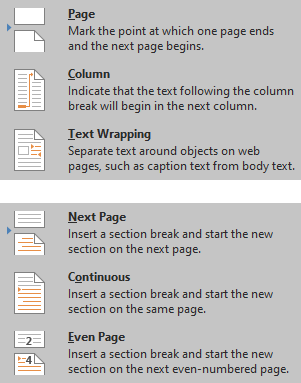 Page
Mark the point at which one page ends
and the next page begins.
Column
Indicate that the text following the column
break will begin in the next column.
Text Wrapping
Separate text around objects on web
pages, such as caption text from body text.
Next Page
Insert a section break and start the new
section on the next page.
Continuous
Insert a section break and start the new
section on the same page.
2
4
Even Page
Insert a section break and start the new
section on the next even-numbered page.